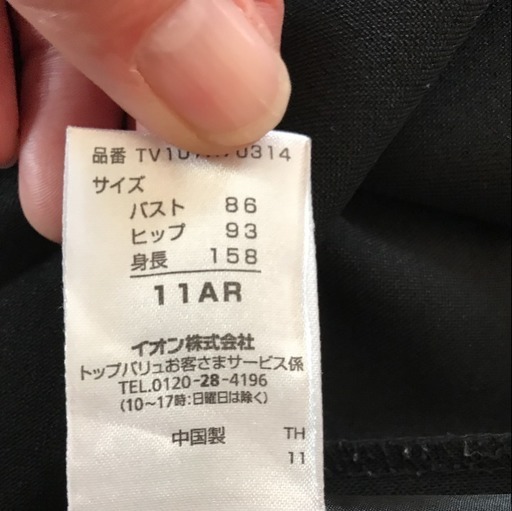 品番
サイズ
バスト 86
ヒップ 93
身長 158
11AR
イオン株式会社
トップバリュお客さまサービス係
TEL.0120-28-4196
(10～17時:日曜日は除く)
中国製 TH
11